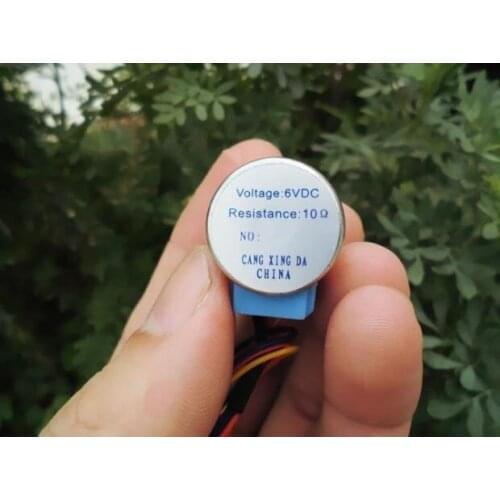 Voltage:6VDC
Resistance:10Ω
NO:
CANG XING DA
CHINA